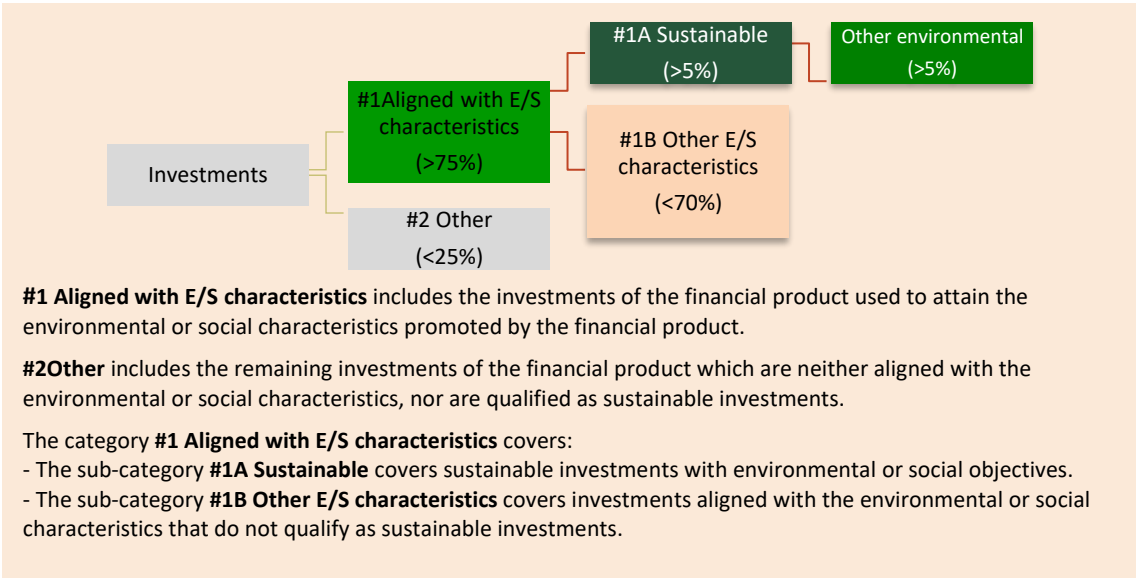 #1A Sustainable
(>5%)
Other environmental
(>5%)
#1Aligned with E/S
characteristics
(>75%)
#1B Other E/S
characteristics
(<70%)
Investments
#2 Other
(<25%)
#1 Aligned with E/S characteristics includes the investments of the financial product used to attain the
environmental or social characteristics promoted by the financial product.
#2Other includes the remaining investments of the financial product which are neither aligned with the
environmental or social characteristics, nor are qualified as sustainable investments.
The category #1 Aligned with E/S characteristics covers:
- The sub-category #1A Sustainable covers sustainable investments with environmental or social objectives.
- The sub-category #1B Other E/S characteristics covers investments aligned with the environmental or social
characteristics that do not qualify as sustainable investments.